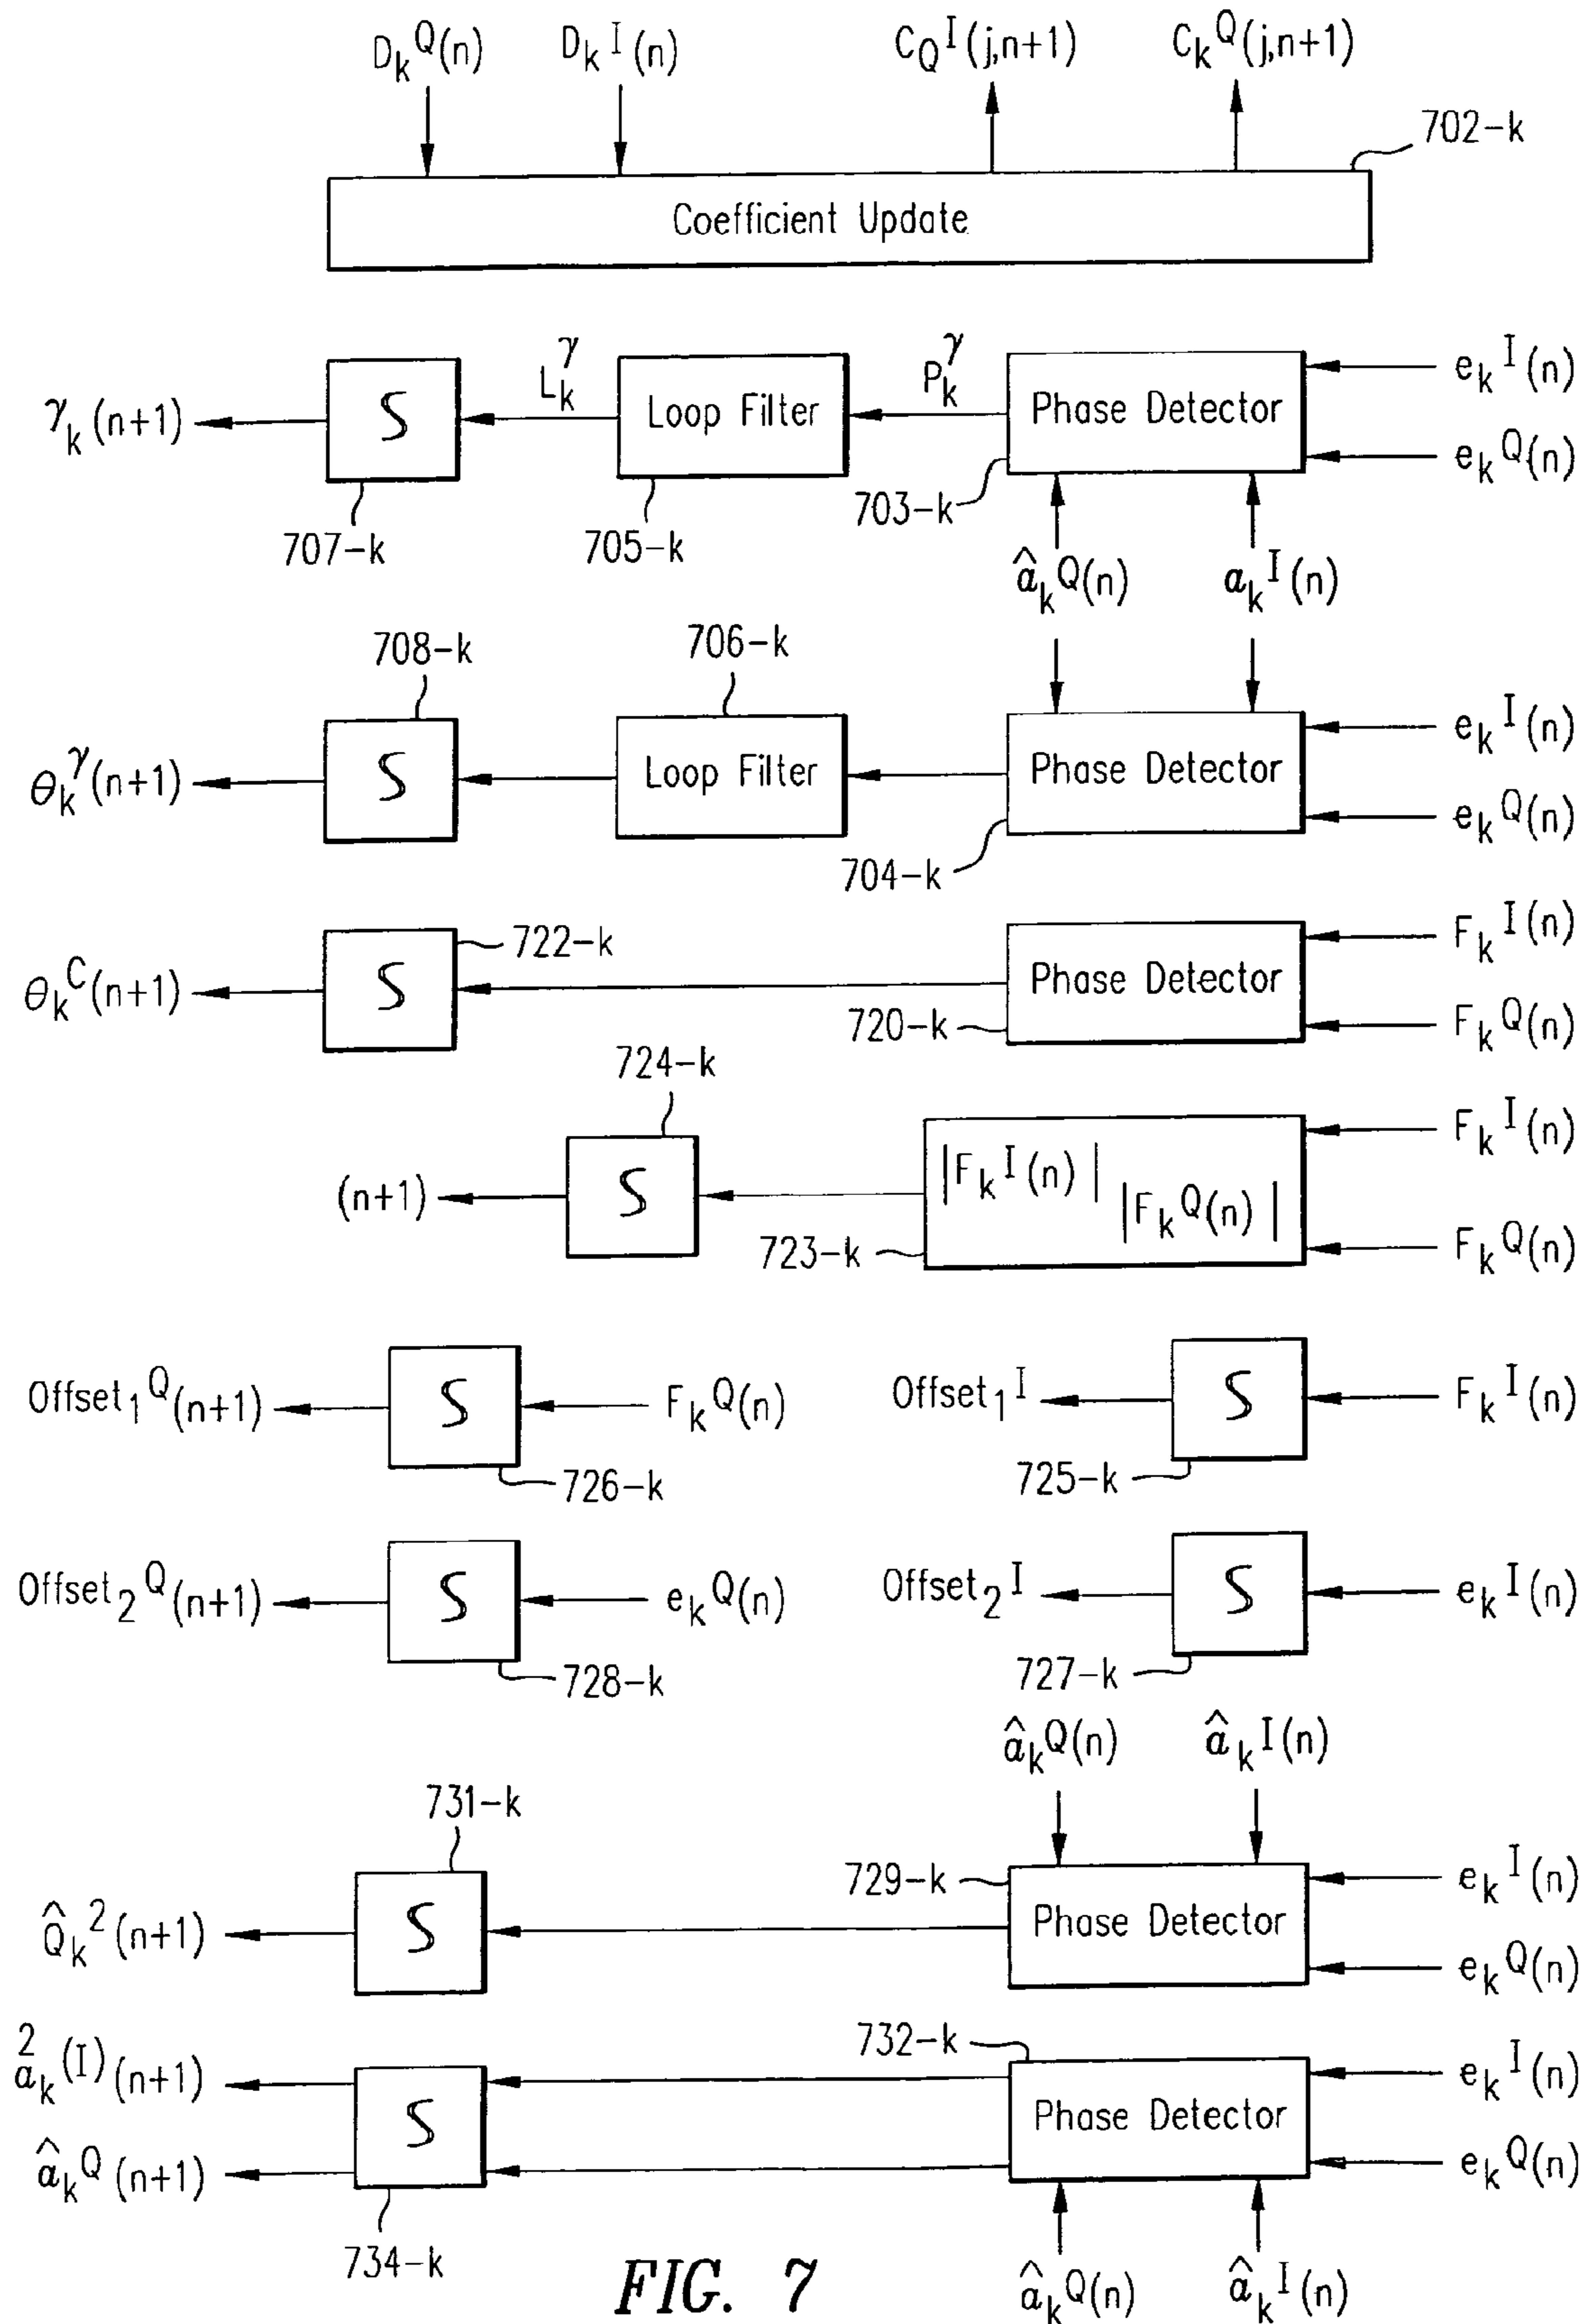 D_k^Q(n) D_k^I(n) C_Q^I(j,n+1) C_k^Q(j,n+1)
702-k
Coefficient Update
γ_k(n+1) S L_k^γ Loop Filter P_k^γ Phase Detector e_k^I(n)
e_k^Q(n)
707-k 705-k 703-k
â_k^Q(n) a_k^I(n)
708-k 706-k
θ_k^γ(n+1) S Loop Filter Phase Detector e_k^I(n)
e_k^Q(n)
704-k
θ_k^C(n+1) S 722-k Phase Detector F_k^I(n)
720-k F_k^Q(n)
724-k
(n+1) S |F_k^I(n)| |F_k^Q(n)| F_k^I(n)
723-k F_k^Q(n)
Offset_1^Q(n+1) S F_k^Q(n) Offset_1^I S F_k^I(n)
726-k 725-k
Offset_2^Q(n+1) S e_k^Q(n) Offset_2^I S e_k^I(n)
728-k 727-k
â_k^Q(n) â_k^I(n)
731-k 729-k
Q̂_k^2(n+1) S Phase Detector e_k^I(n)
e_k^Q(n)
732-k
a_k^2(I)(n+1) S Phase Detector e_k^I(n)
â_k^Q(n+1) e_k^Q(n)
734-k
â_k^Q(n) â_k^I(n)
FIG. 7